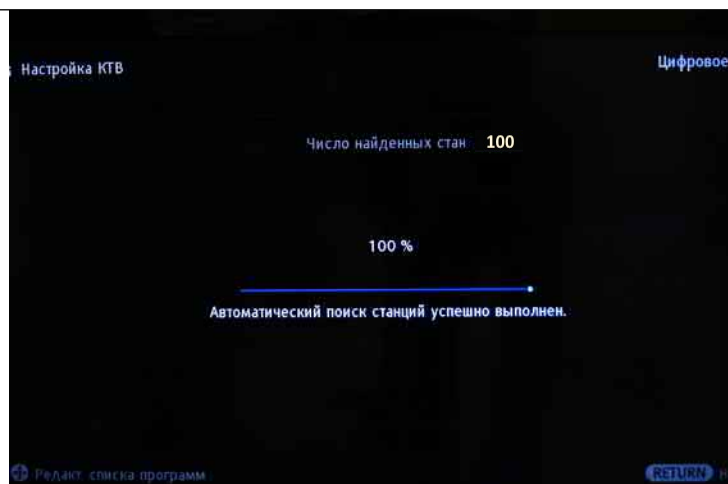 Настройка КТВ
Цифровое
Число найденных стан 100
100 %
Автоматический поиск станций успешно выполнен.
Редакт. списка программ
RETURN